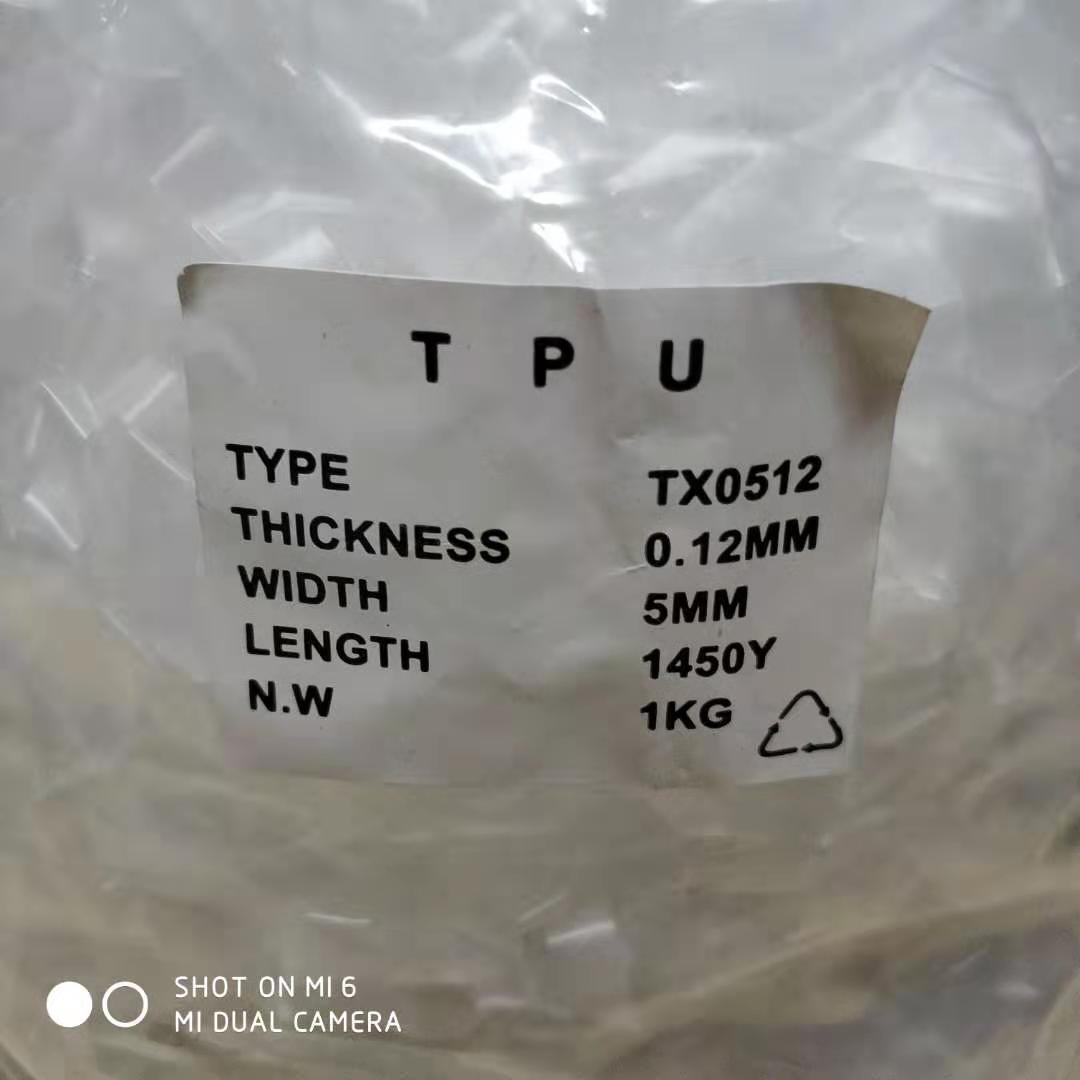 T P U
TYPE TX0512
THICKNESS 0.12MM
WIDTH 5MM
LENGTH 1450Y
N.W 1KG
SHOT ON MI 6
MI DUAL CAMERA